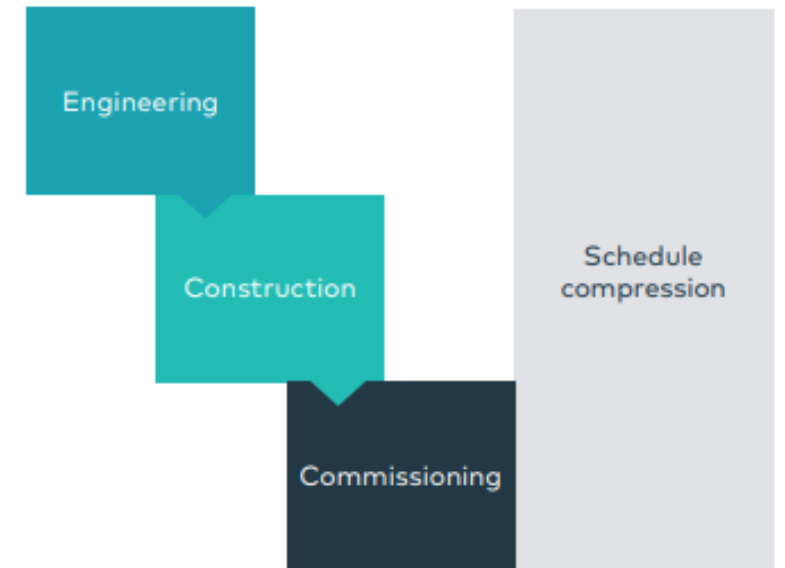 Engineering
Construction
Schedule
compression
Commissioning